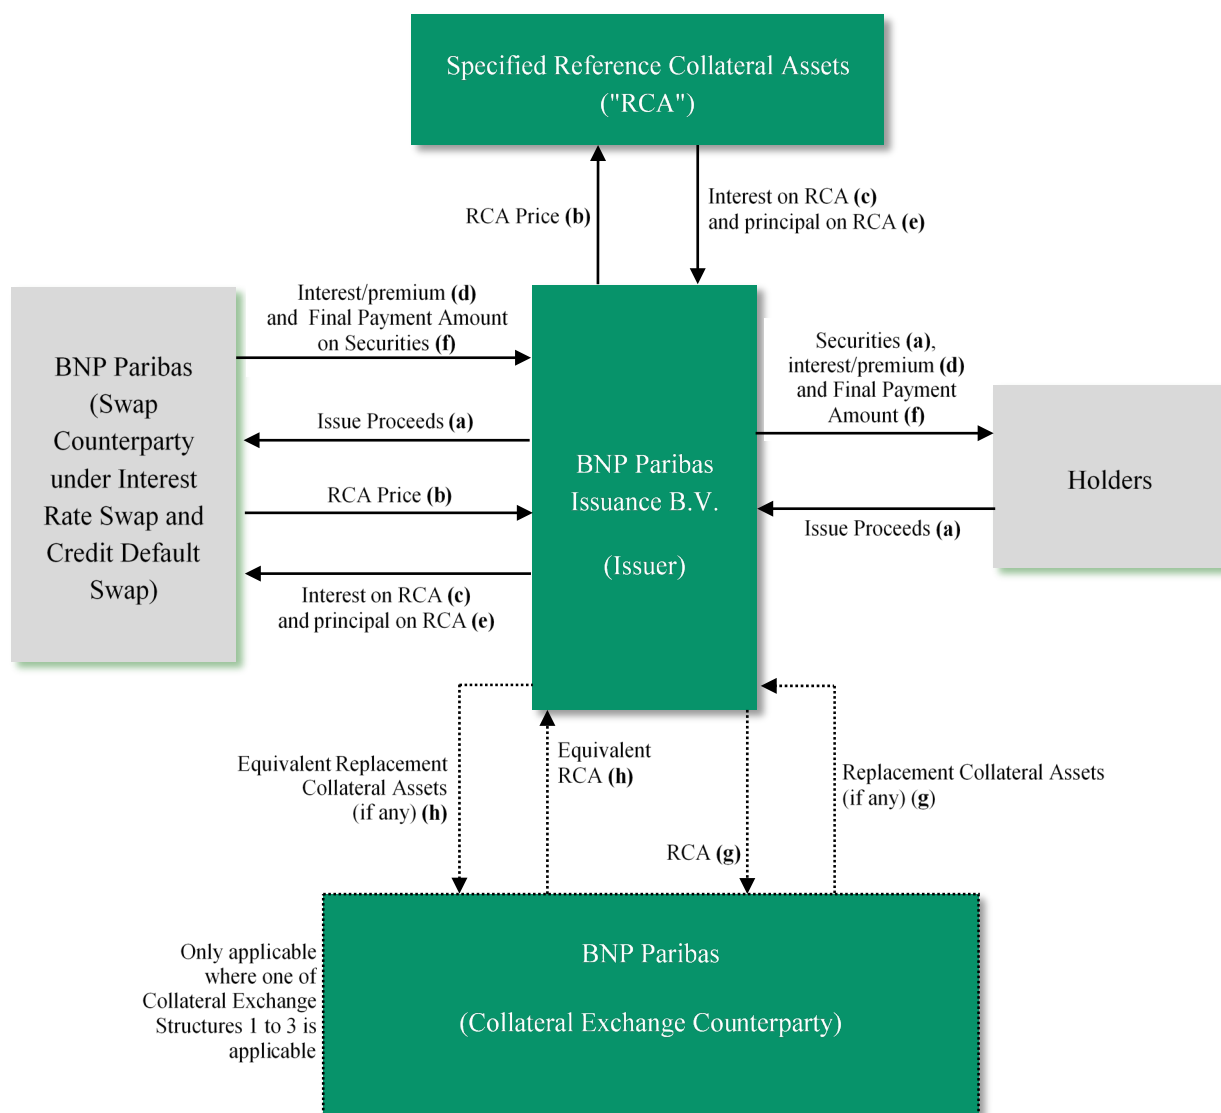 Specified Reference Collateral Assets
("RCA")
RCA Price (b)
Interest on RCA (c)
and principal on RCA (e)
Interest/premium (d)
and Final Payment Amount
on Securities (f)
Issue Proceeds (a)
RCA Price (b)
Interest on RCA (c)
and principal on RCA (e)
BNP Paribas
(Swap
Counterparty
under Interest
Rate Swap and
Credit Default
Swap)
BNP Paribas
Issuance B.V.
(Issuer)
Securities (a),
interest/premium (d)
and Final Payment
Amount (f)
Issue Proceeds (a)
Holders
Equivalent Replacement
Collateral Assets
(if any) (h)
Equivalent
RCA (h)
RCA (g)
Replacement Collateral Assets
(if any) (g)
Only applicable
where one of
Collateral Exchange
Structures 1 to 3 is
applicable
BNP Paribas
(Collateral Exchange Counterparty)